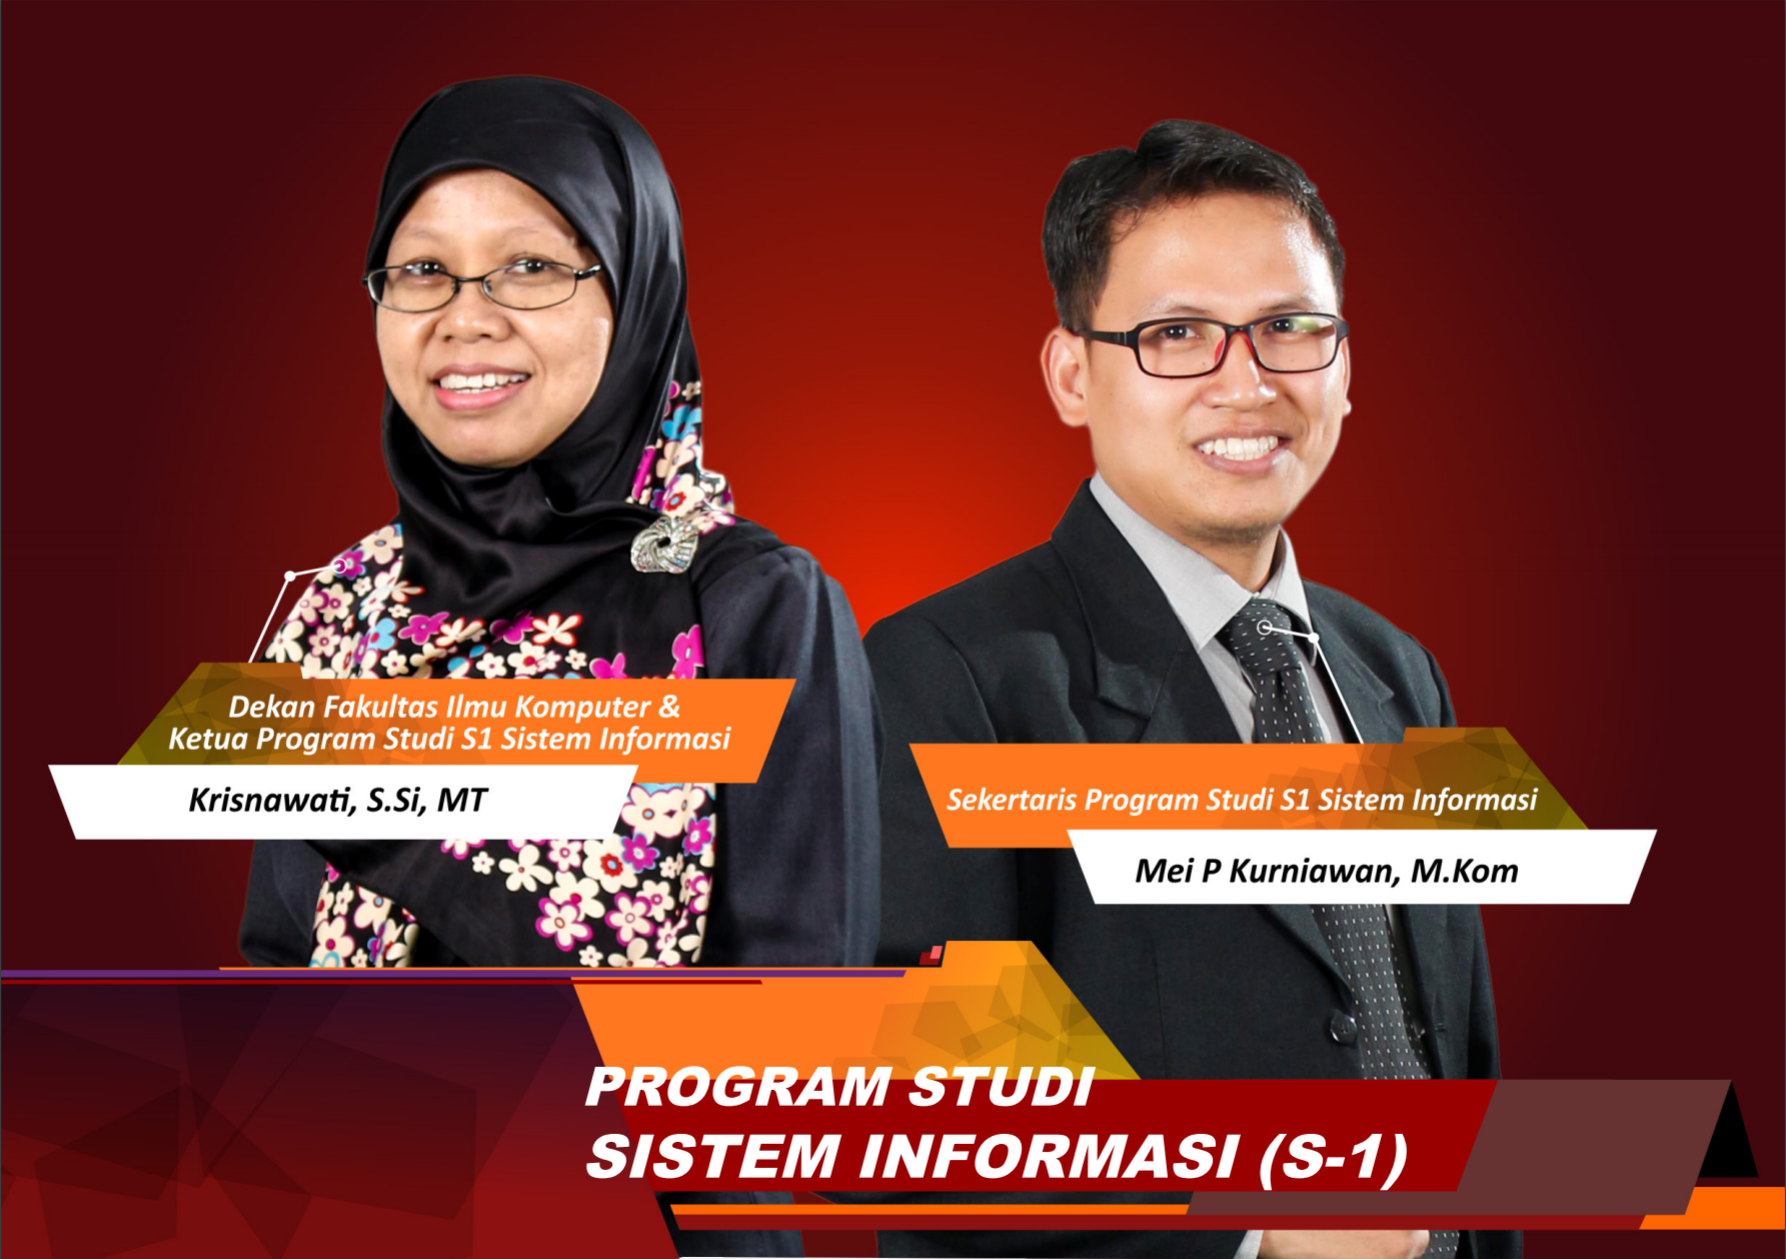 Dekan Fakultas Ilmu Komputer &
Ketua Program Studi S1 Sistem Informasi
Krisnawati, S.Si, MT
Sekertaris Program Studi S1 Sistem Informasi
Mei P Kurniawan, M.Kom
PROGRAM STUDI
SISTEM INFORMASI (S-1)